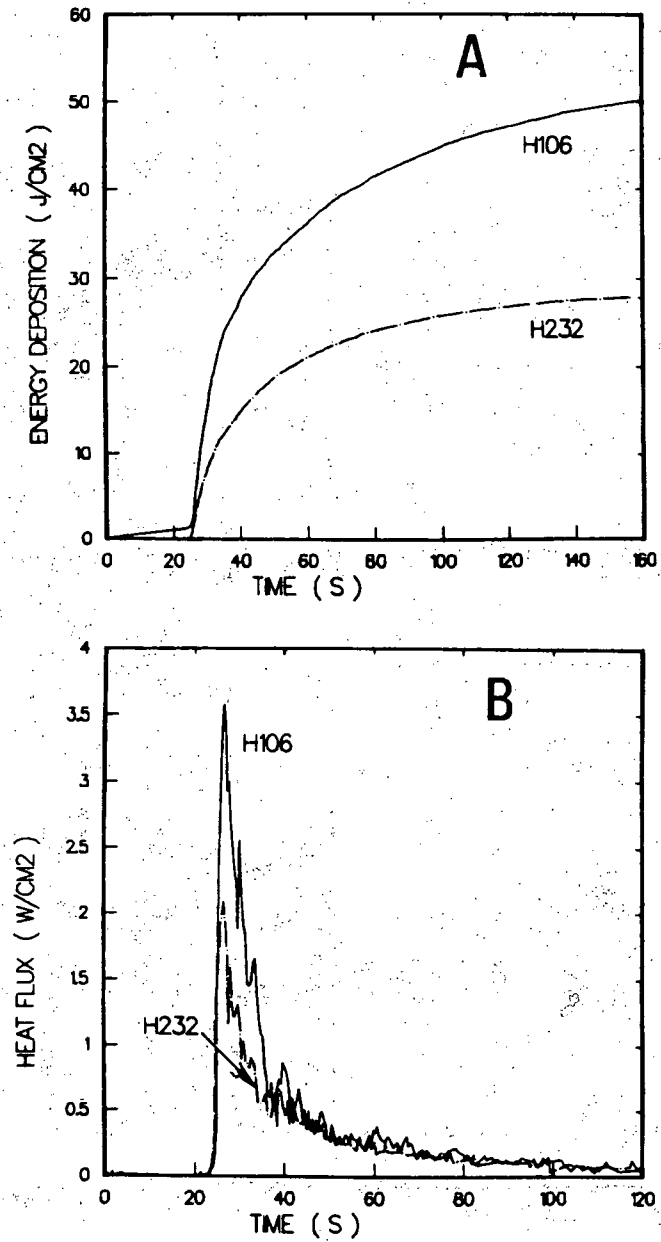 60
50
40
30
20
10
0
ENERGY DEPOSITION ( J/CM2 )
A
H106
H232
0 20 40 60 80 100 120 140 160
TIME ( S )
4
3.5
3
2.5
2
1.5
1
0.5
0
HEAT FLUX ( W/CM2 )
B
H106
H232
0 20 40 60 80 100 120
TIME ( S )